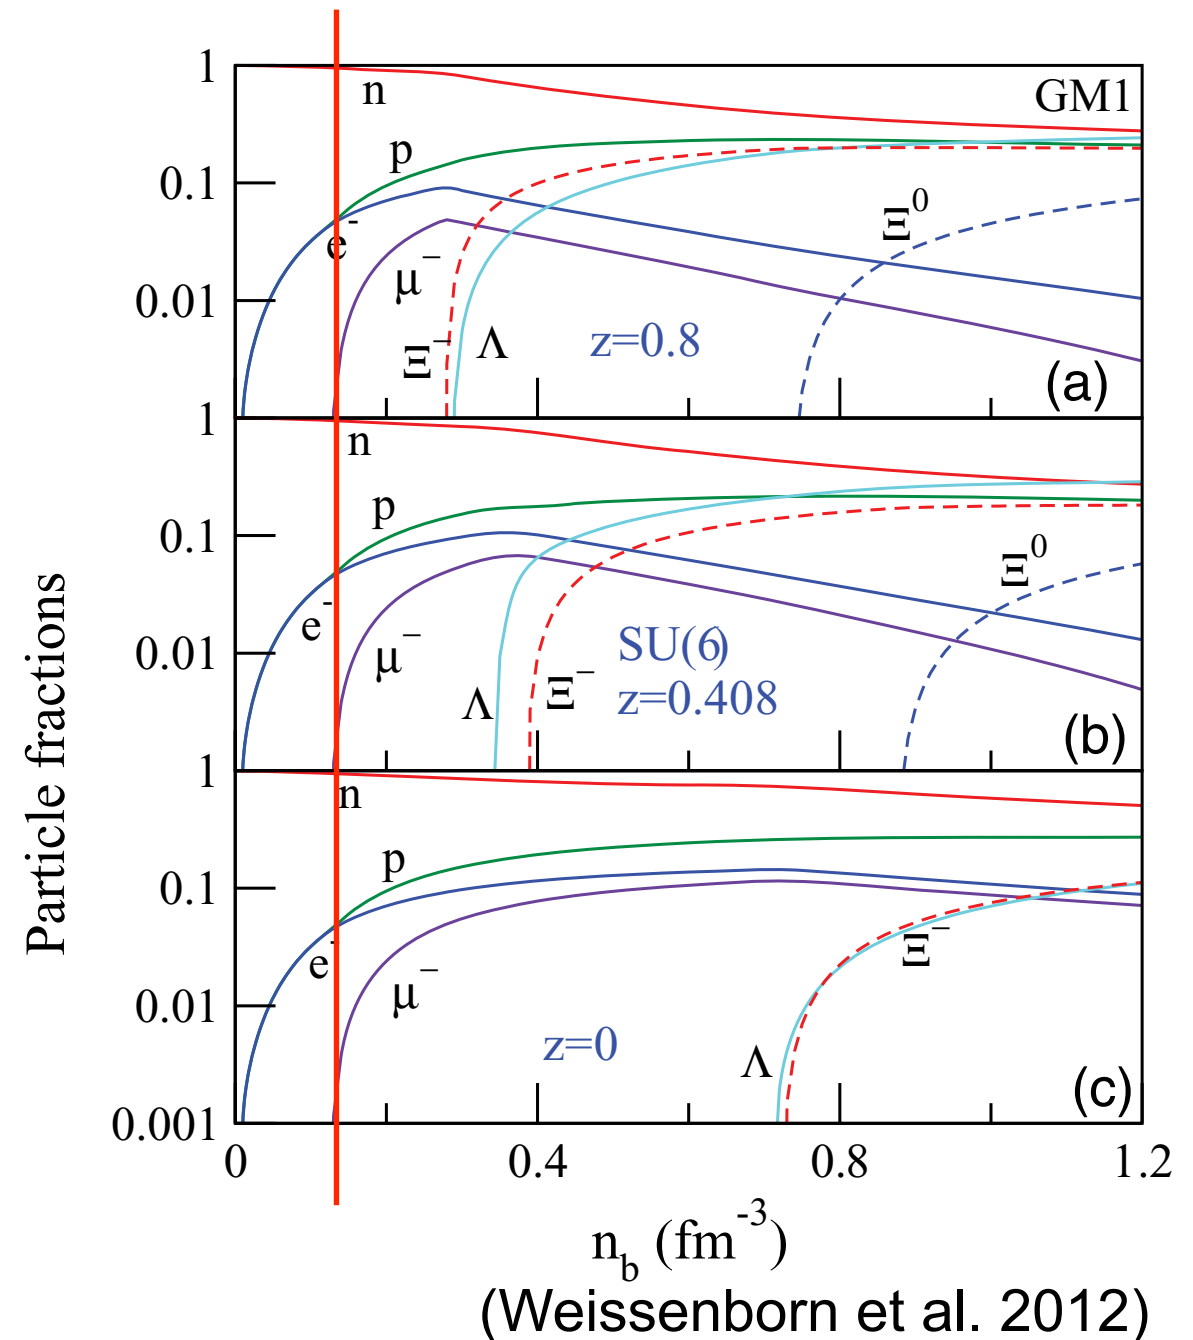 1
n
GM1
p
0.1
e-
Ξ0
μ−
0.01
Ξ−
Λ
z=0.8
(a)
1
n
p
0.1
Ξ0
e-
μ−
0.01
SU(6)
Λ
Ξ−
z=0.408
(b)
1
n
p
0.1
Ξ−
e-
μ−
0.01
z=0
Λ
(c)
0.001
0 0.4 0.8 1.2
Particle fractions
nb (fm-3)
(Weissenborn et al. 2012)